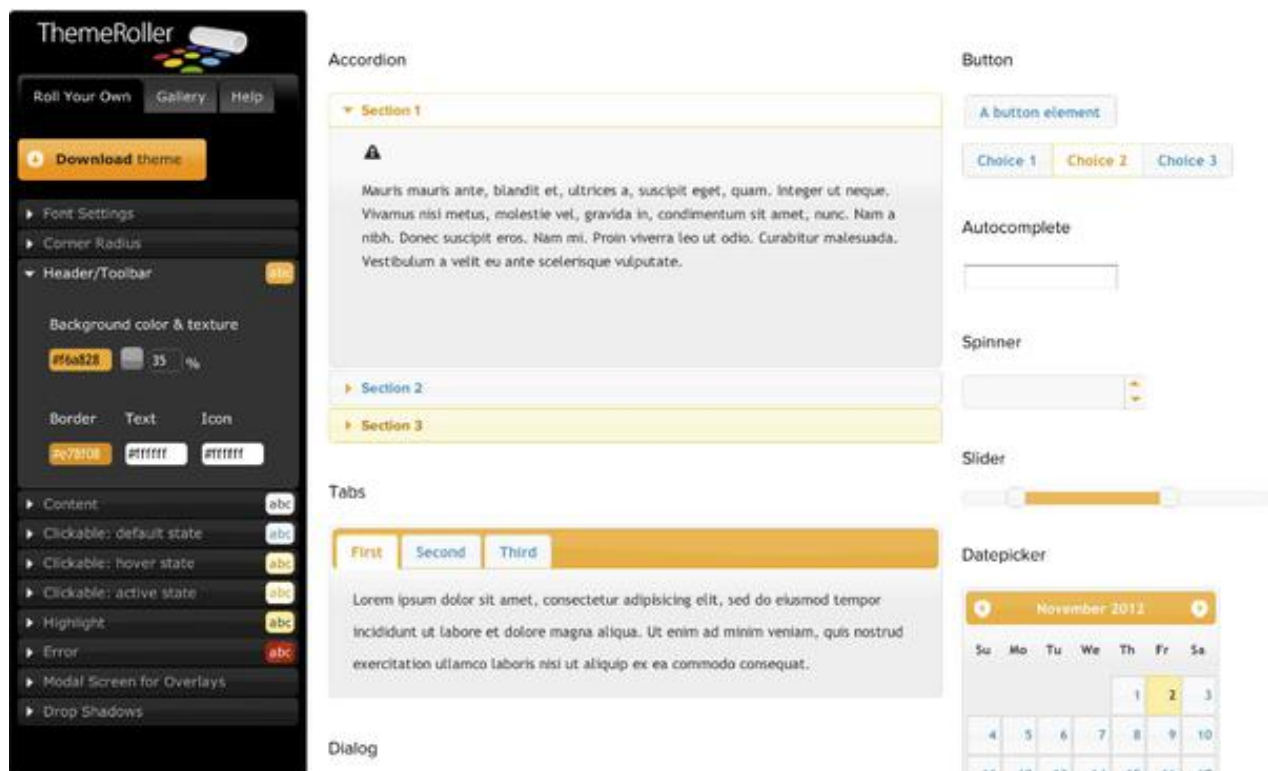 ThemeRoller
Roll Your Own
Gallery
Help
Download theme
Font Settings
Corner Radius
Header/Toolbar
abc
Background color & texture
#f6a828
35
%
Border
Text
Icon
#e78f08
#ffffff
#ffffff
Content
abc
Clickable: default state
abc
Clickable: hover state
abc
Clickable: active state
abc
Highlight
abc
Error
abc
Modal Screen for Overlays
Drop Shadows
Accordion
Section 1
Mauris mauris ante, blandit et, ultrices a, suscipit eget, quam. Integer ut neque.
Vivamus nisi metus, molestie vel, gravida in, condimentum sit amet, nunc. Nam a
nibh. Donec suscipit eros. Nam mi. Proin viverra leo ut odio. Curabitur malesuada.
Vestibulum a velit eu ante scelerisque vulputate.
Section 2
Section 3
Tabs
First
Second
Third
Lorem ipsum dolor sit amet, consectetur adipisicing elit, sed do eiusmod tempor
incididunt ut labore et dolore magna aliqua. Ut enim ad minim veniam, quis nostrud
exercitation ullamco laboris nisi ut aliquip ex ea commodo consequat.
Dialog
Button
A button element
Choice 1
Choice 2
Choice 3
Autocomplete
Spinner
Slider
Datepicker
November 2012
Su Mo Tu We Th Fr Sa
1 2 3
4 5 6 7 8 9 10